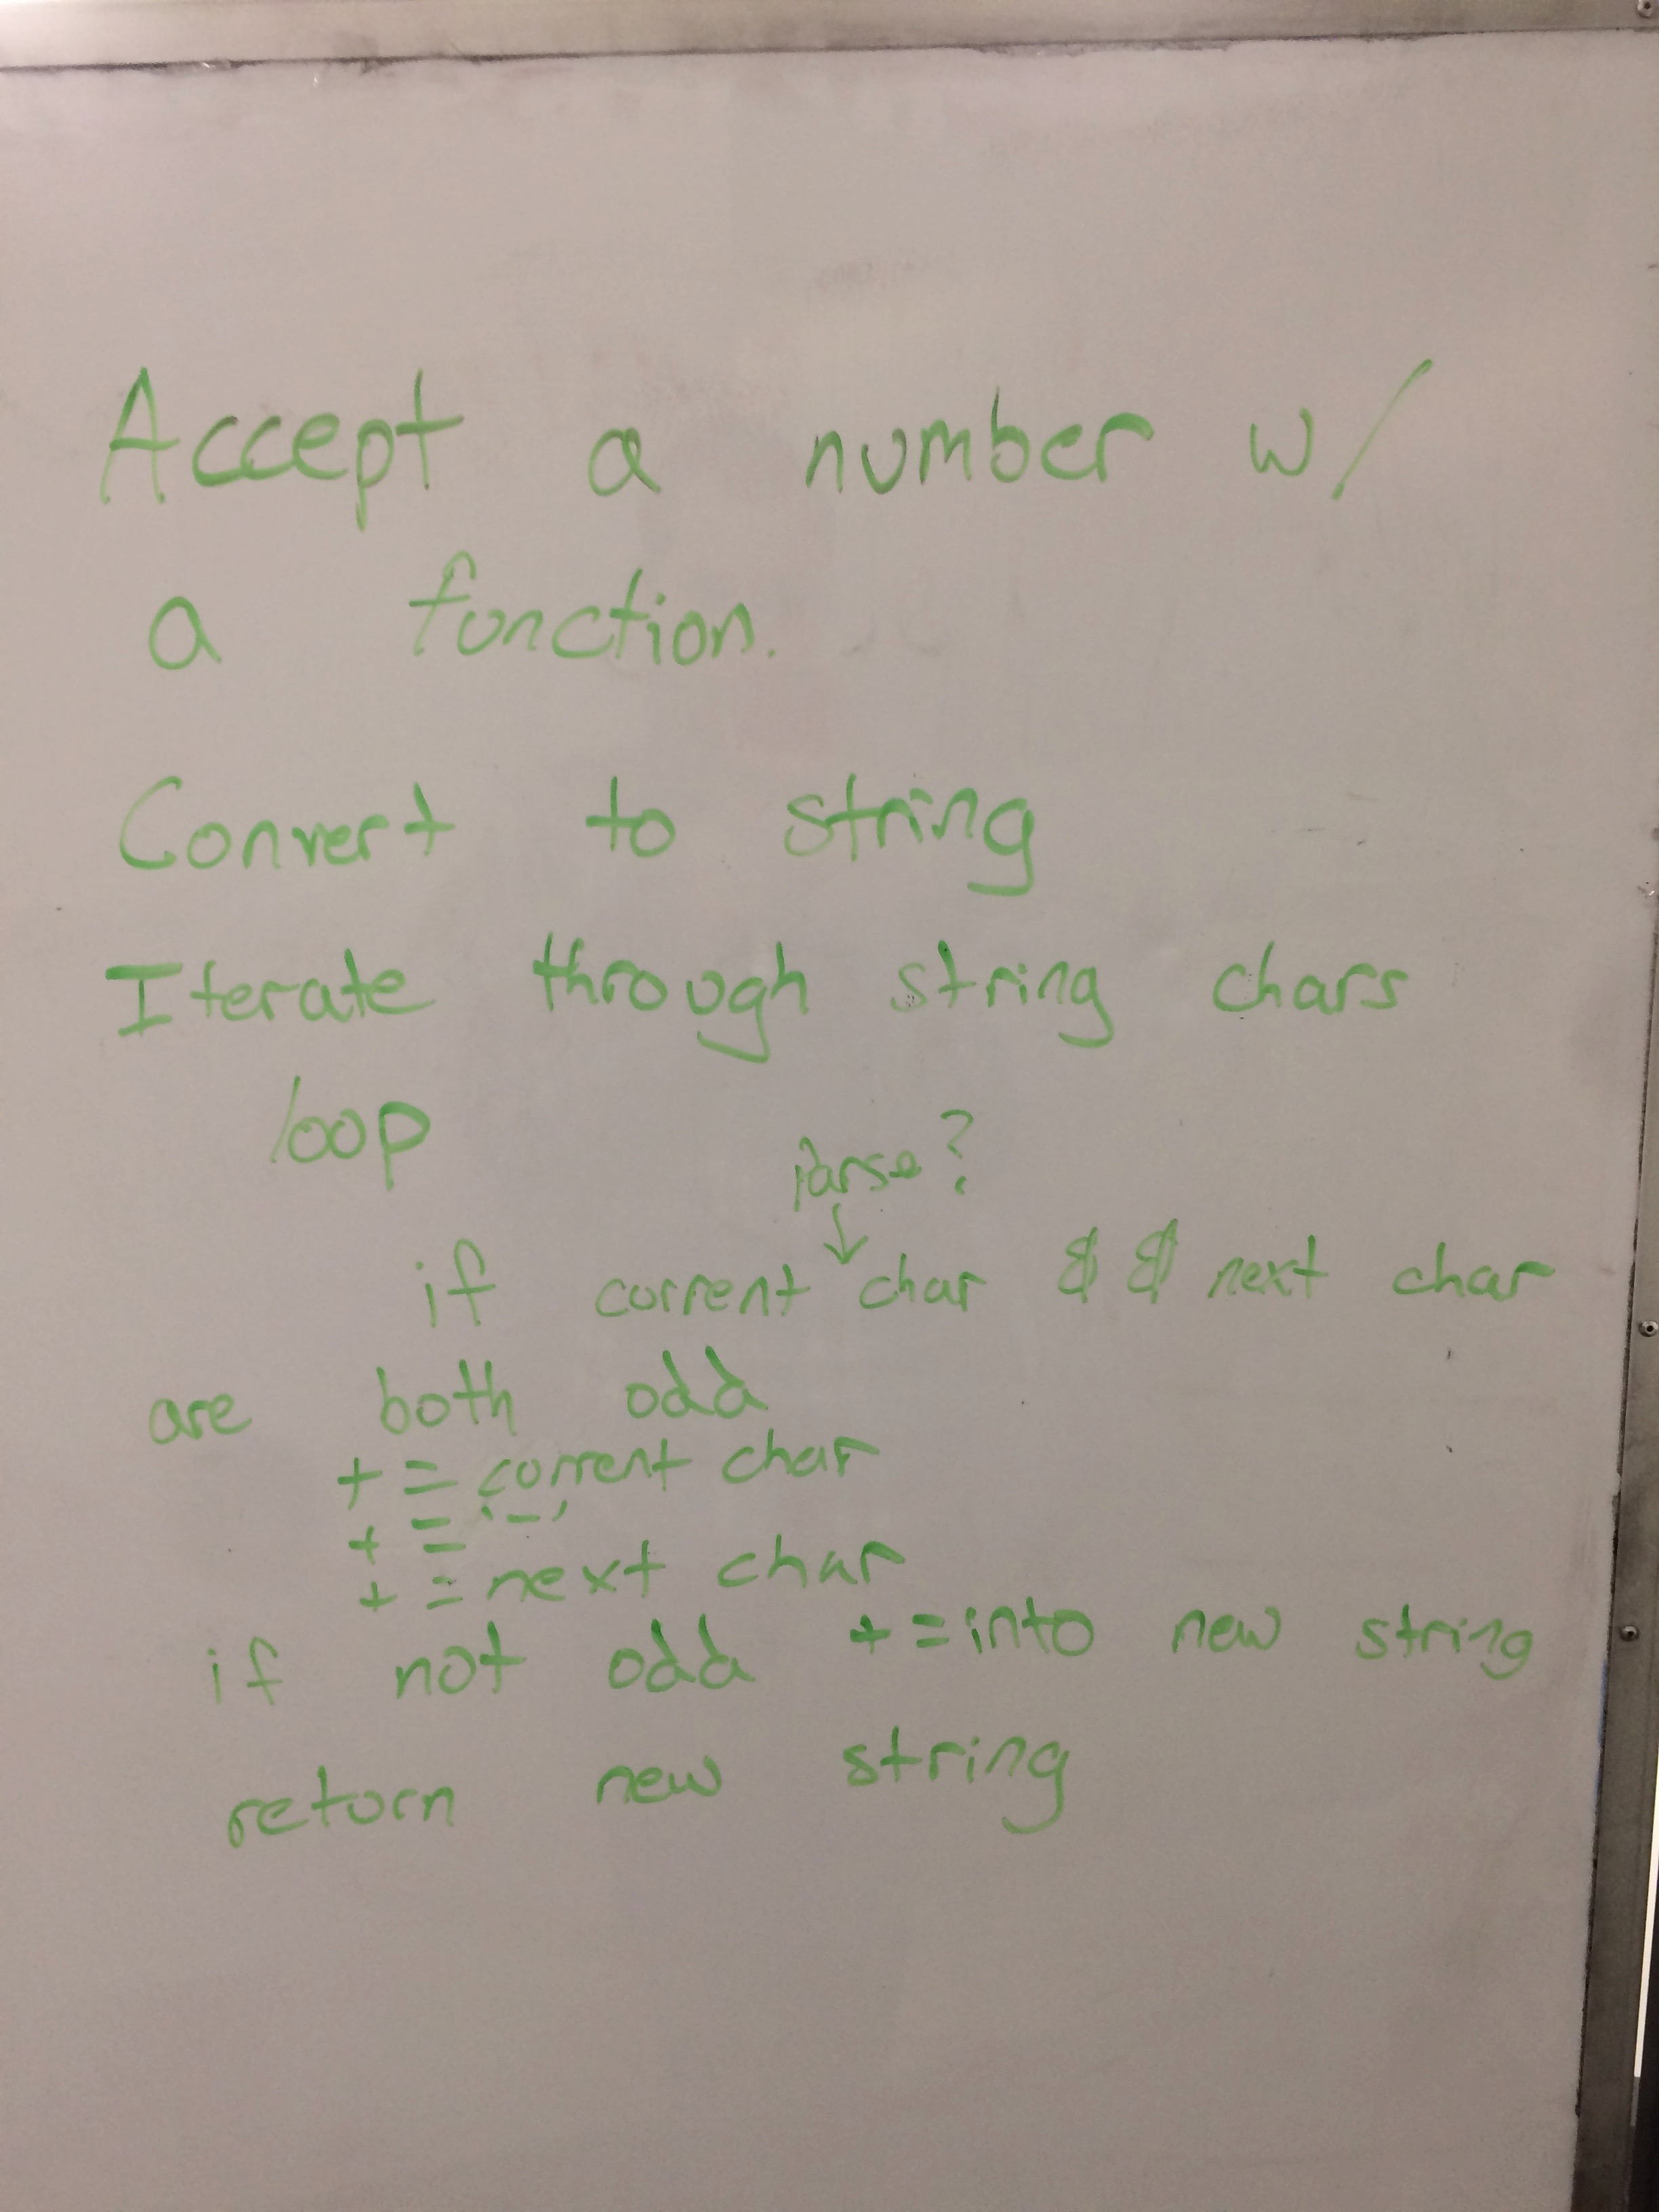 Accept a number w/
a function.
Convert to string
Iterate through string chars
loop
parse?
↓
if current char && next char
are both odd
+= current char
+= '-'
+= next char
if not odd += into new string
return new string